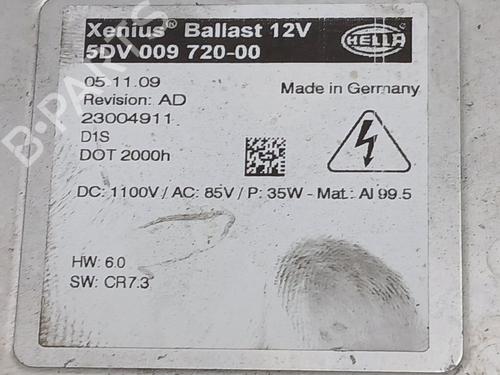 Xenius® Ballast 12V
5DV 009 720-00
HELLA
05.11.09
Made in Germany
Revision: AD
23004911
D1S
DOT 2000h
DC: 1100V / AC: 85V / P: 35W - Mat.: Al 99.5
HW: 6.0
SW: CR7.3
B-PARTS